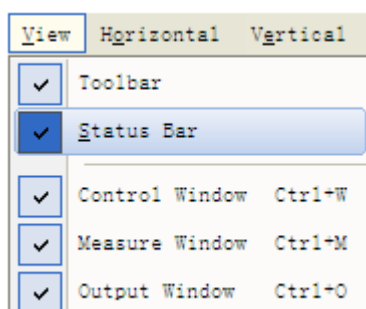 View Horizontal Vertical
Toolbar
Status Bar
Control Window Ctrl+W
Measure Window Ctrl+M
Output Window Ctrl+O